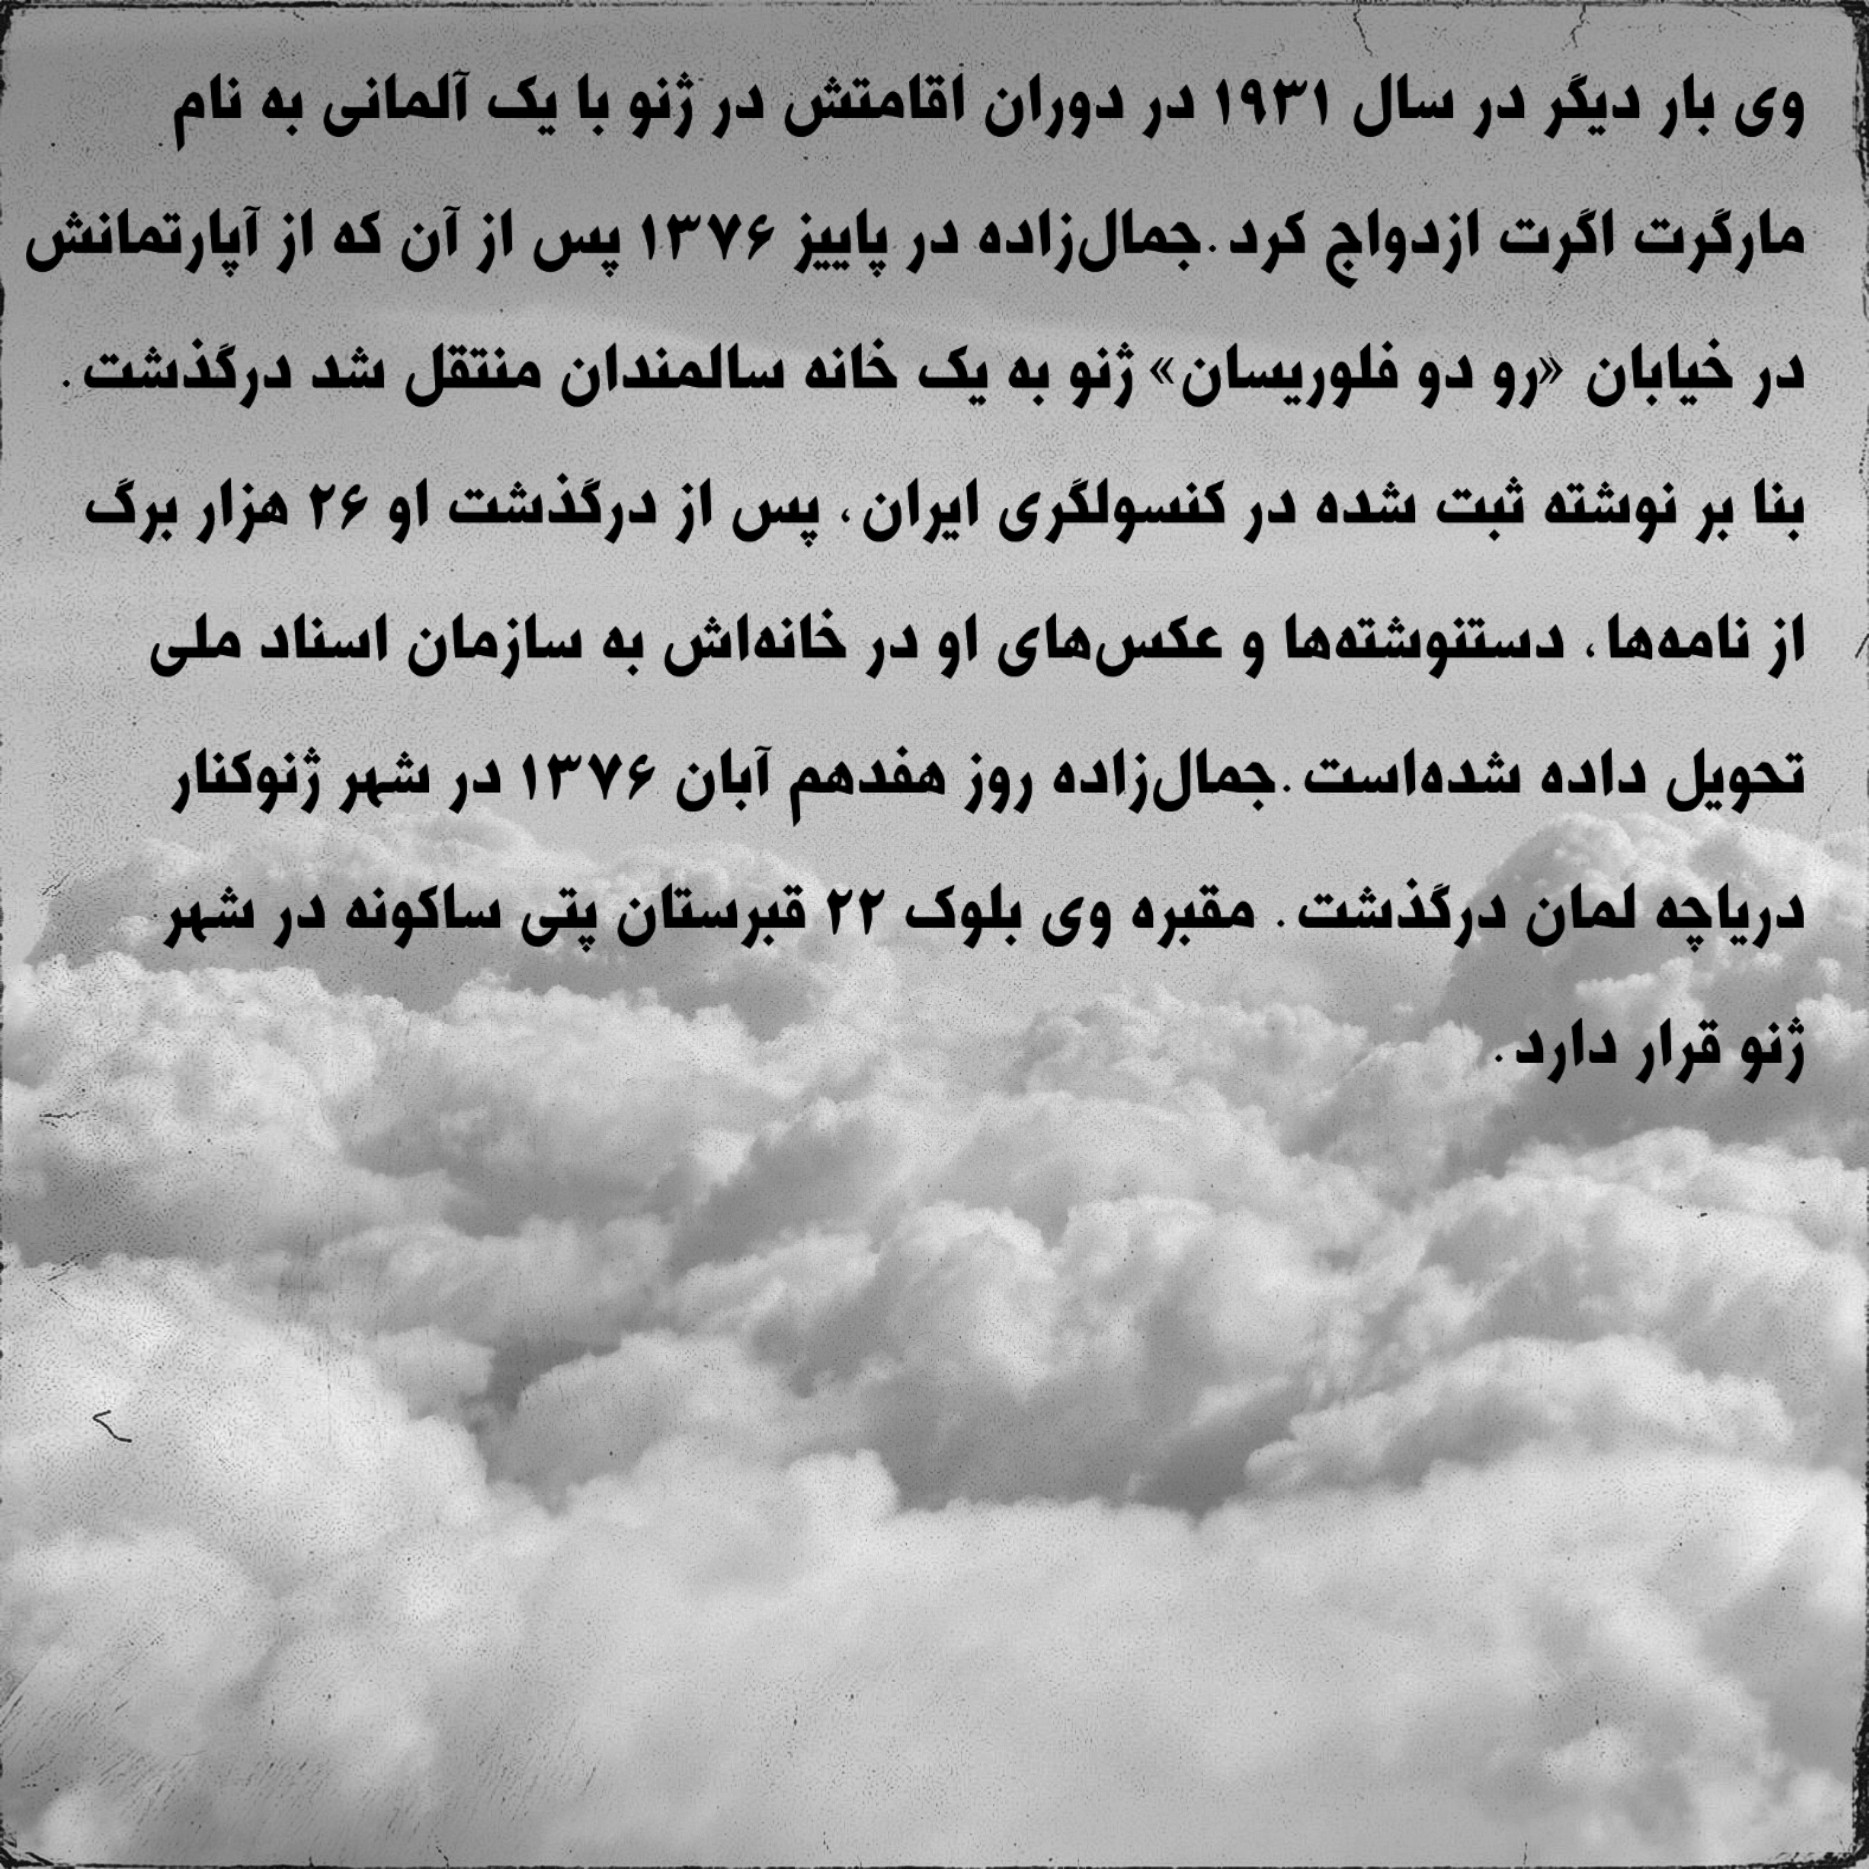 وی بار دیگر در سال ۱۹۳۱ در دوران اقامتش در ژنو با یک آلمانی به نام
مارگرت اگرت ازدواج کرد.جمال‌زاده در پاییز ۱۳۷۶ پس از آن که از آپارتمانش
در خیابان «رو دو فلوریسان» ژنو به یک خانه سالمندان منتقل شد درگذشت.
بنا بر نوشته ثبت شده در کنسولگری ایران، پس از درگذشت او ۲۶ هزار برگ
از نامه‌ها، دستنوشته‌ها و عکس‌های او در خانه‌اش به سازمان اسناد ملی
تحویل داده شده‌است.جمال‌زاده روز هفدهم آبان ۱۳۷۶ در شهر ژنوکنار
دریاچه لمان درگذشت. مقبره وی بلوک ۲۲ قبرستان پتی ساکونه در شهر
ژنو قرار دارد.